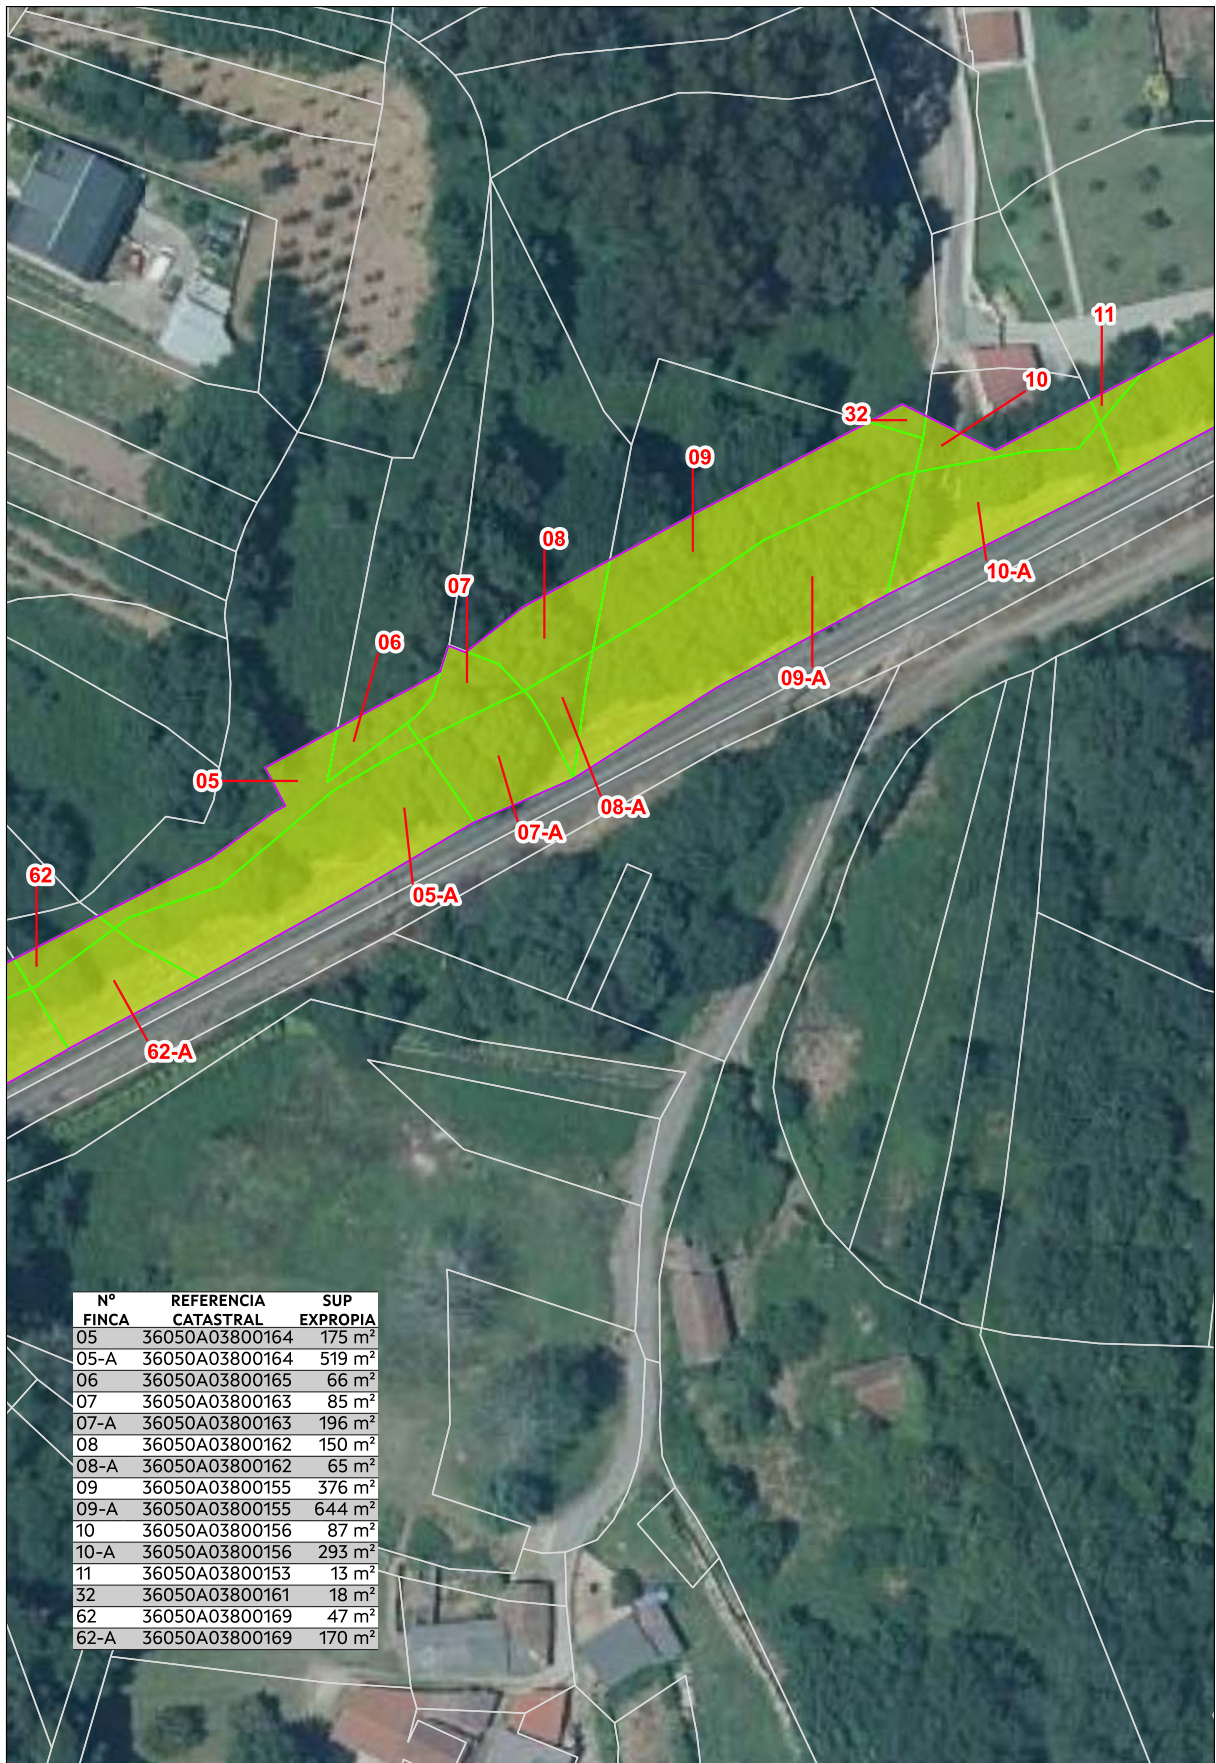 11
10
32
09
08
10-A
07
06
09-A
05
08-A
07-A
62
05-A
62-A
Nº FINCA REFERENCIA CATASTRAL SUP EXPROPIA
05 36050A03800164 175 m²
05-A 36050A03800164 519 m²
06 36050A03800165 66 m²
07 36050A03800163 85 m²
07-A 36050A03800163 196 m²
08 36050A03800162 150 m²
08-A 36050A03800162 65 m²
09 36050A03800155 376 m²
09-A 36050A03800155 644 m²
10 36050A03800156 87 m²
10-A 36050A03800156 293 m²
11 36050A03800153 13 m²
32 36050A03800161 18 m²
62 36050A03800169 47 m²
62-A 36050A03800169 170 m²